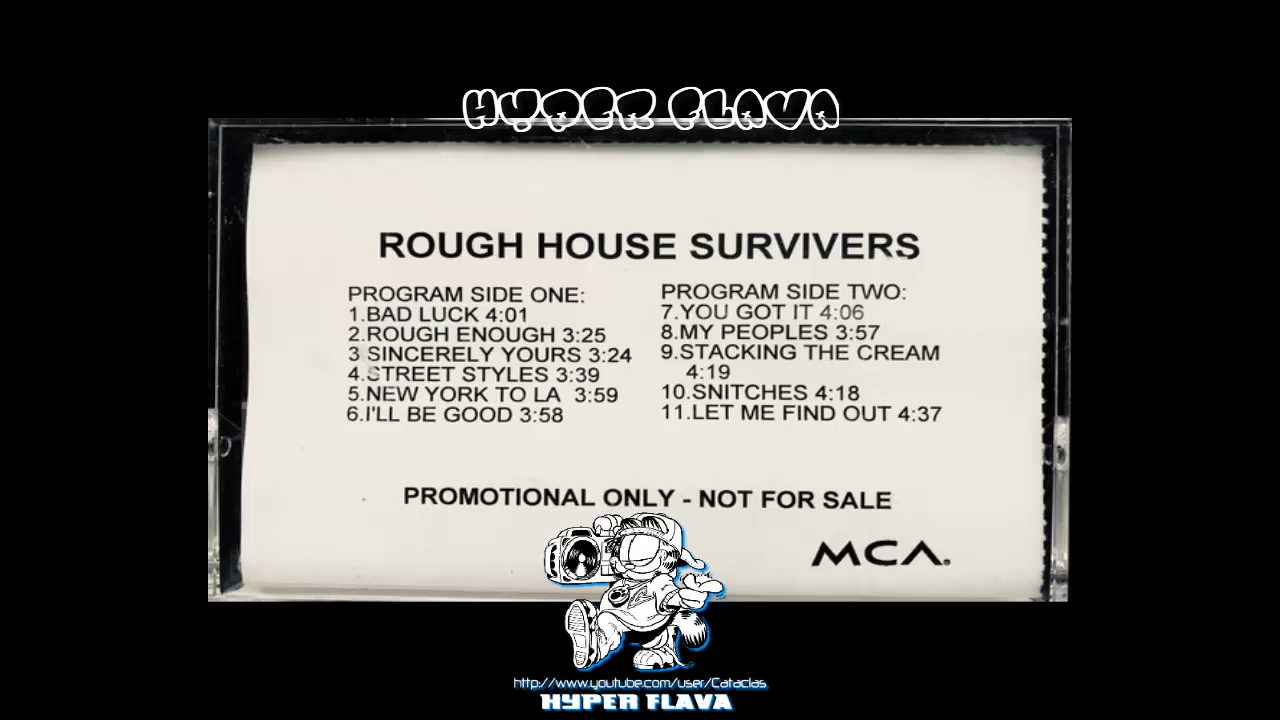 HYPER FLAVA
ROUGH HOUSE SURVIVERS
PROGRAM SIDE ONE:
1.BAD LUCK 4:01
2.ROUGH ENOUGH 3:25
3 SINCERELY YOURS 3:24
4.STREET STYLES 3:39
5.NEW YORK TO LA 3:59
6.I'LL BE GOOD 3:58
PROGRAM SIDE TWO:
7.YOU GOT IT 4:06
8.MY PEOPLES 3:57
9.STACKING THE CREAM
4:19
10.SNITCHES 4:18
11.LET ME FIND OUT 4:37
PROMOTIONAL ONLY - NOT FOR SALE
MCA.
http://www.youtube.com/user/Cataclas
HYPER FLAVA